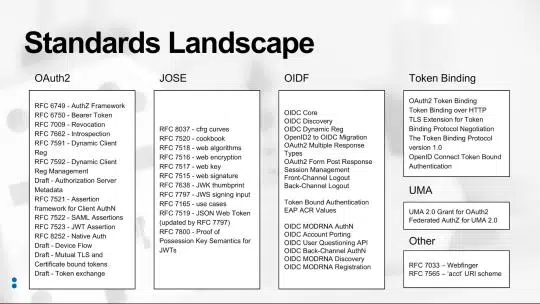 Standards Landscape
OAuth2
RFC 6749 - AuthZ Framework
RFC 6750 - Bearer Token
RFC 7009 - Revocation
RFC 7662 - Introspection
RFC 7591 - Dynamic Client
Reg
RFC 7592 - Dynamic Client
Reg Management
Draft - Authorization Server
Metadata
RFC 7521 - Assertion
framework for Client AuthN
RFC 7522 - SAML Assertions
RFC 7523 - JWT Assertion
RFC 8252 - Native Auth
Draft - Device Flow
Draft - Mutual TLS and
Certificate bound tokens
Draft - Token exchange
JOSE
RFC 8037 - cfrg curves
RFC 7520 - cookbook
RFC 7518 - web algorithms
RFC 7516 - web encryption
RFC 7517 - web key
RFC 7515 - web signature
RFC 7638 - JWK thumbprint
RFC 7797 - JWS signing input
RFC 7165 - use cases
RFC 7519 - JSON Web Token
(updated by RFC 7797)
RFC 7800 - Proof of
Possession Key Semantics for
JWTs
OIDF
OIDC Core
OIDC Discovery
OIDC Dynamic Reg
OpenID2 to OIDC Migration
OAuth2 Multiple Response
Types
OAuth2 Form Post Response
Session Management
Front-Channel Logout
Back-Channel Logout
Token Bound Authentication
EAP ACR Values
OIDC MODRNA AuthN
OIDC Account Porting
OIDC User Questioning API
OIDC Back-Channel AuthN
OIDC MODRNA Discovery
OIDC MODRNA Registration
Token Binding
OAuth2 Token Binding
Token Binding over HTTP
TLS Extension for Token
Binding Protocol Negotiation
The Token Binding Protocol
version 1.0
OpenID Connect Token Bound
Authentication
UMA
UMA 2.0 Grant for OAuth2
Federated AuthZ for UMA 2.0
Other
RFC 7033 – Webfinger
RFC 7565 – 'acct' URI scheme